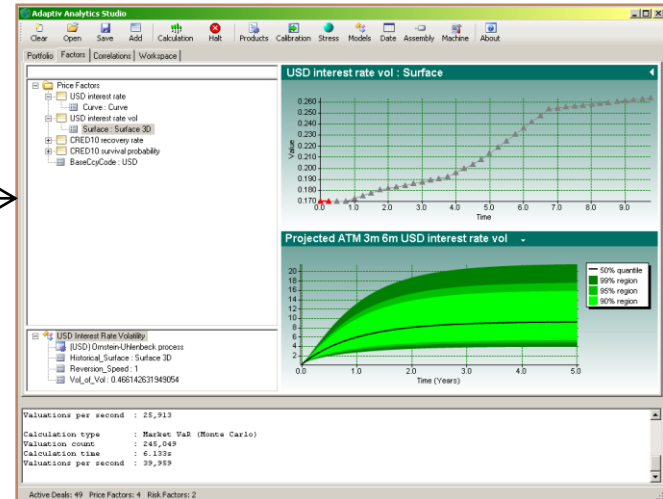 Adaptiv Analytics Studio
Clear Open Save Add Calculation Halt Products Calibration Stress Models Date Assembly Machine About
Portfolio Factors Correlations Workspace
Price Factors
USD interest rate
Curve : Curve
USD interest rate vol
Surface : Surface 3D
CRED10 recovery rate
CRED10 survival probability
BaseCcyCode : USD
USD interest rate vol : Surface
Value
0.260
0.250
0.240
0.230
0.220
0.210
0.200
0.190
0.180
0.170
0.0 1.0 2.0 3.0 4.0 5.0 6.0 7.0 8.0 9.0
Time
Projected ATM 3m 6m USD interest rate vol
20
18
16
14
12
10
8
6
4
2
0.0 1.0 2.0 3.0 4.0 5.0
Time (Years)
50% quantile
99% region
95% region
90% region
USD Interest Rate Volatility
[USD] Ornstein-Uhlenbeck process
Historical_Surface : Surface 3D
Reversion_Speed : 1
Vol_of_Vol : 0.466142631949054
Valuations per second : 25,913
Calculation type : Market VaR (Monte Carlo)
Valuation count : 245,049
Calculation time : 6.133s
Valuations per second : 39,959
Active Deals: 49 Price Factors: 4 Risk Factors: 2